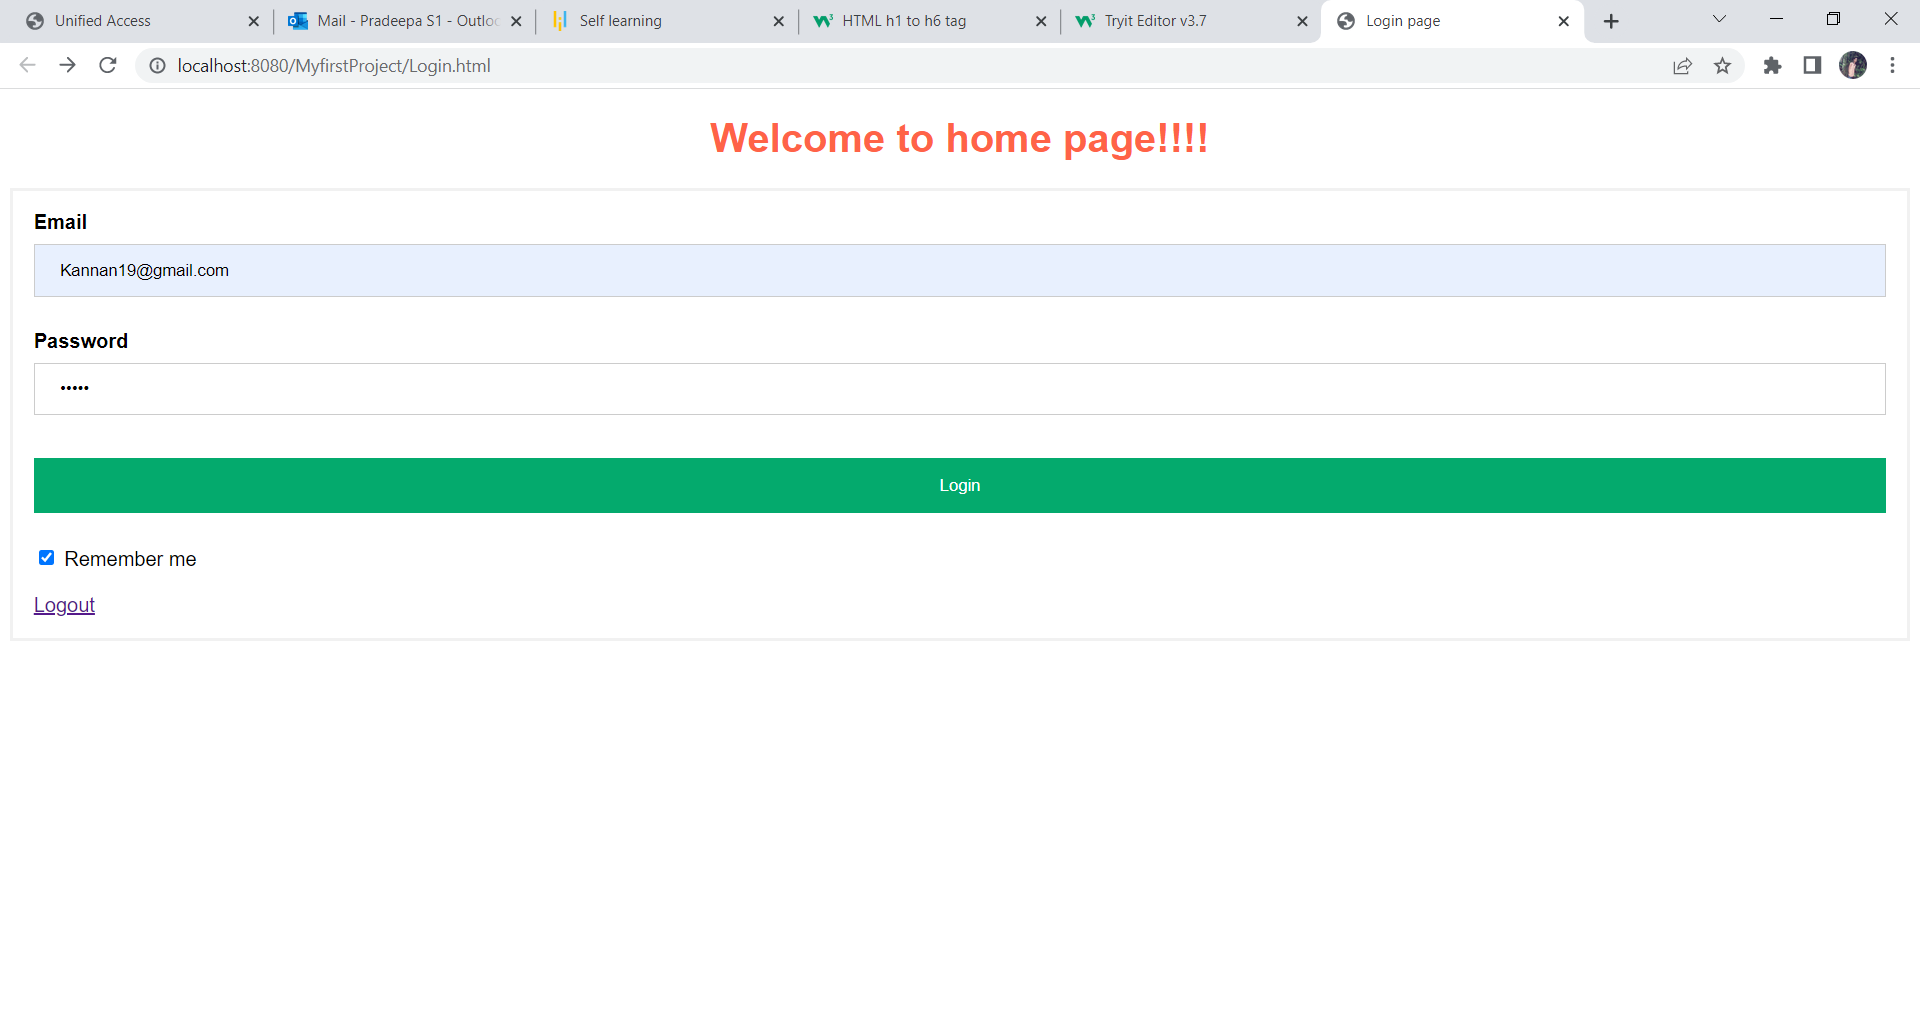 Unified Access
Mail - Pradeepa S1 - Outlo
Self learning
HTML h1 to h6 tag
Tryit Editor v3.7
Login page
localhost:8080/MyfirstProject/Login.html
Welcome to home page!!!!
Email
Kannan19@gmail.com
Password
•••••
Login
Remember me
Logout